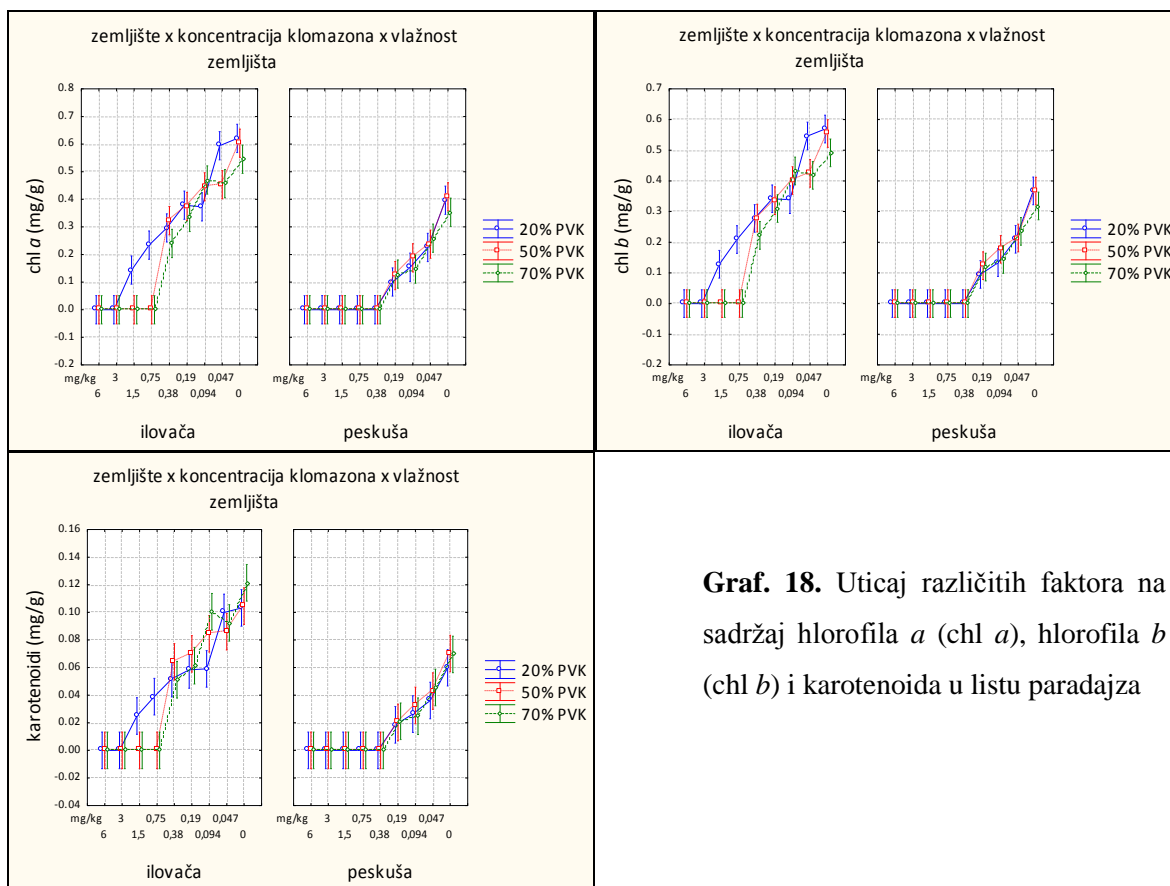 zemljište x koncentracija klomazona x vlažnost
zemljišta
chl a (mg/g)
0.8
0.7
0.6
0.5
0.4
0.3
0.2
0.1
0.0
-0.1
-0.2
mg/kg 3 0,75 0,19 0,047
6 1,5 0,38 0,094 0
3 0,75 0,19 0,047
6 1,5 0,38 0,094 0
ilovača peskuša
20% PVK
50% PVK
70% PVK
zemljište x koncentracija klomazona x vlažnost
zemljišta
chl b (mg/g)
0.7
0.6
0.5
0.4
0.3
0.2
0.1
0.0
-0.1
-0.2
mg/kg 3 0,75 0,19 0,047
6 1,5 0,38 0,094 0
3 0,75 0,19 0,047
6 1,5 0,38 0,094 0
ilovača peskuša
20% PVK
50% PVK
70% PVK
zemljište x koncentracija klomazona x vlažnost
zemljišta
karotenoidi (mg/g)
0.16
0.14
0.12
0.10
0.08
0.06
0.04
0.02
0.00
-0.02
-0.04
mg/kg 3 0,75 0,19 0,047
6 1,5 0,38 0,094 0
3 0,75 0,19 0,047
6 1,5 0,38 0,094 0
ilovača peskuša
20% PVK
50% PVK
70% PVK
Graf. 18. Uticaj različitih faktora na
sadržaj hlorofila a (chl a), hlorofila b
(chl b) i karotenoida u listu paradajza